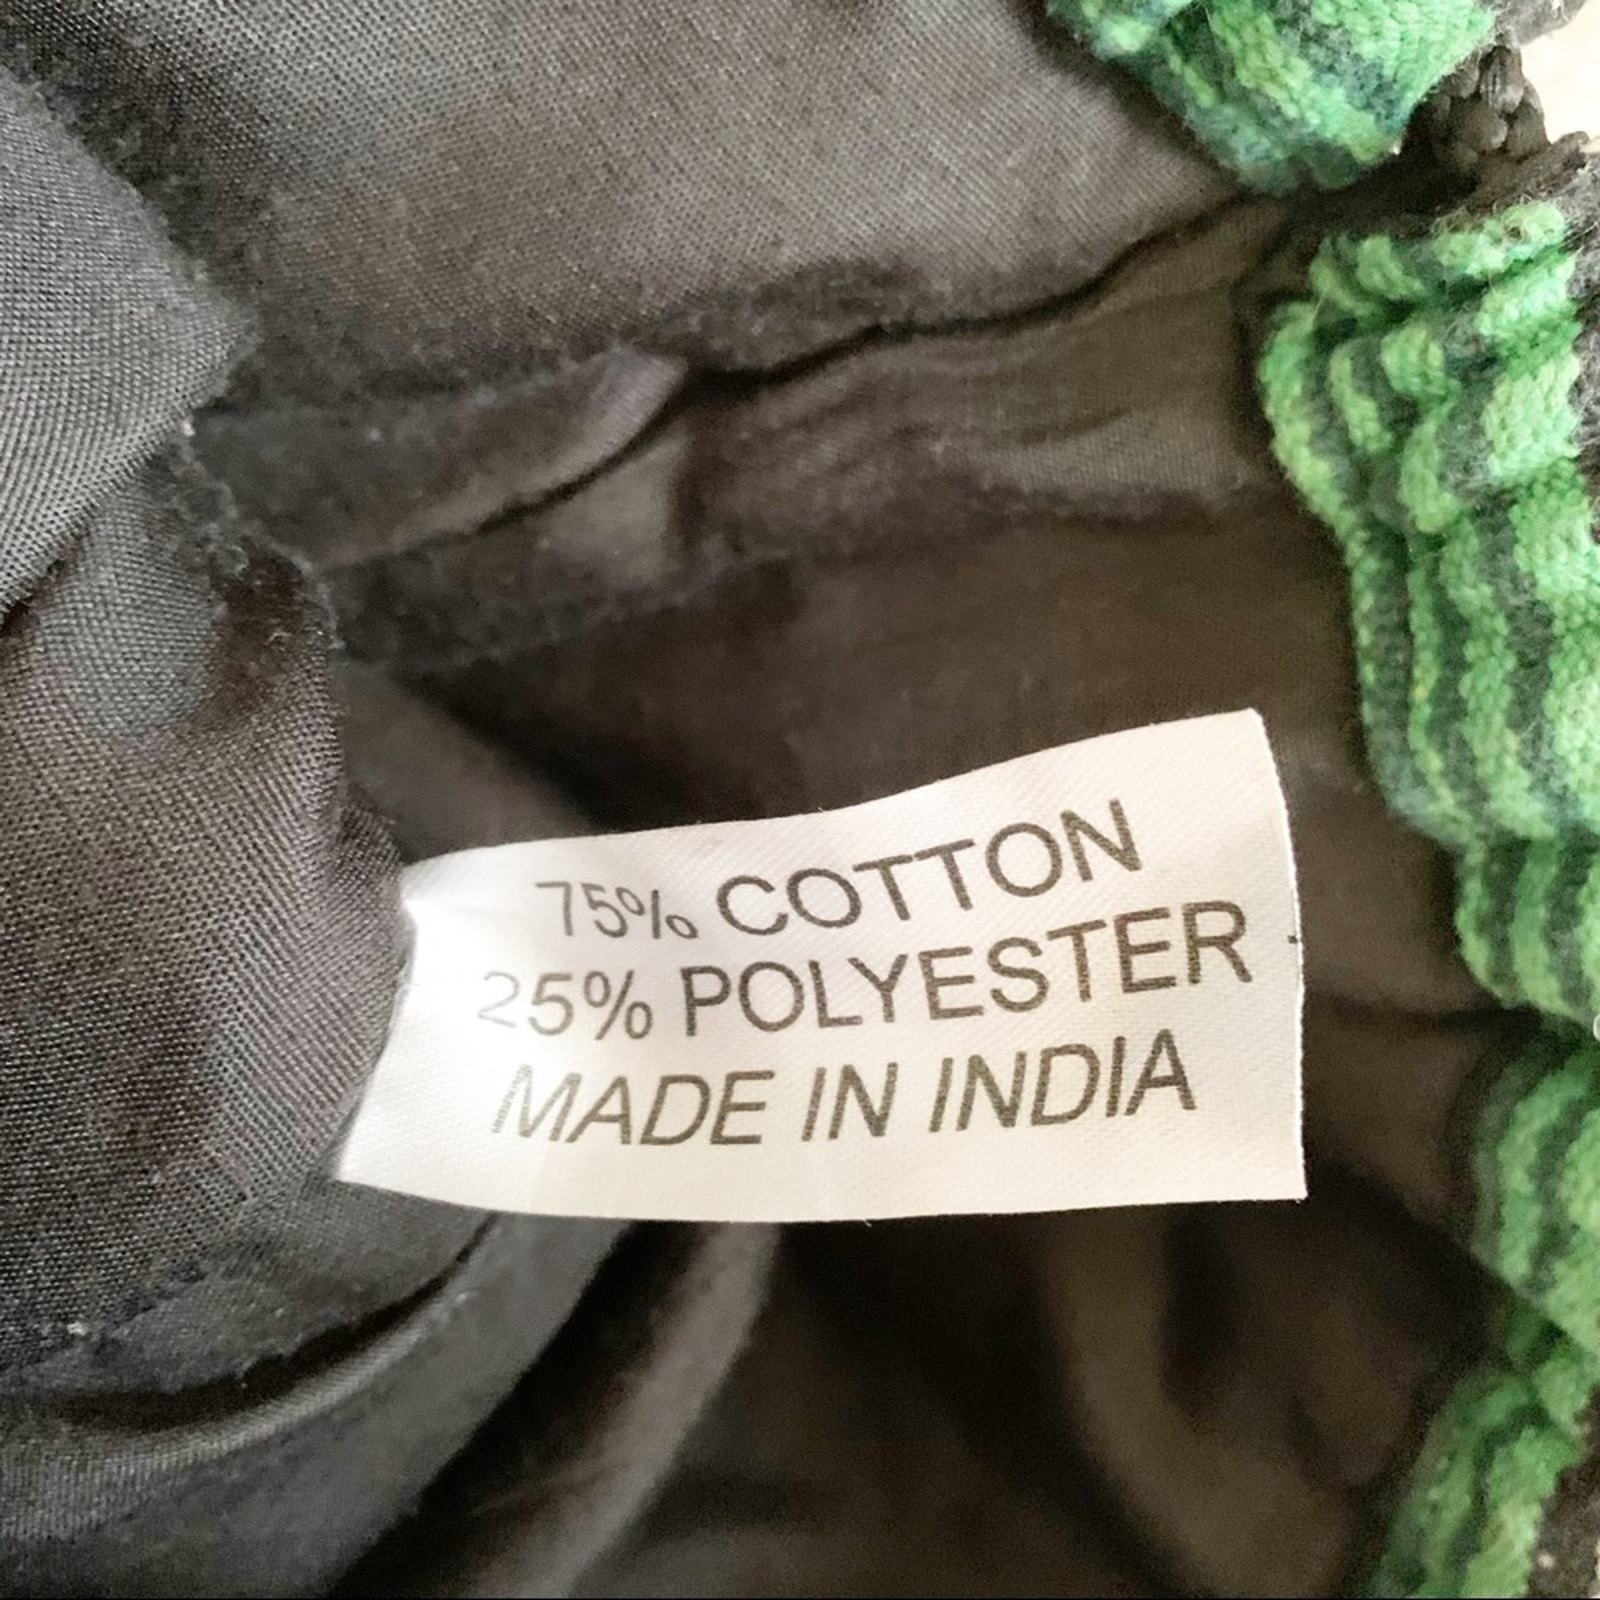 75% COTTON
25% POLYESTER
MADE IN INDIA